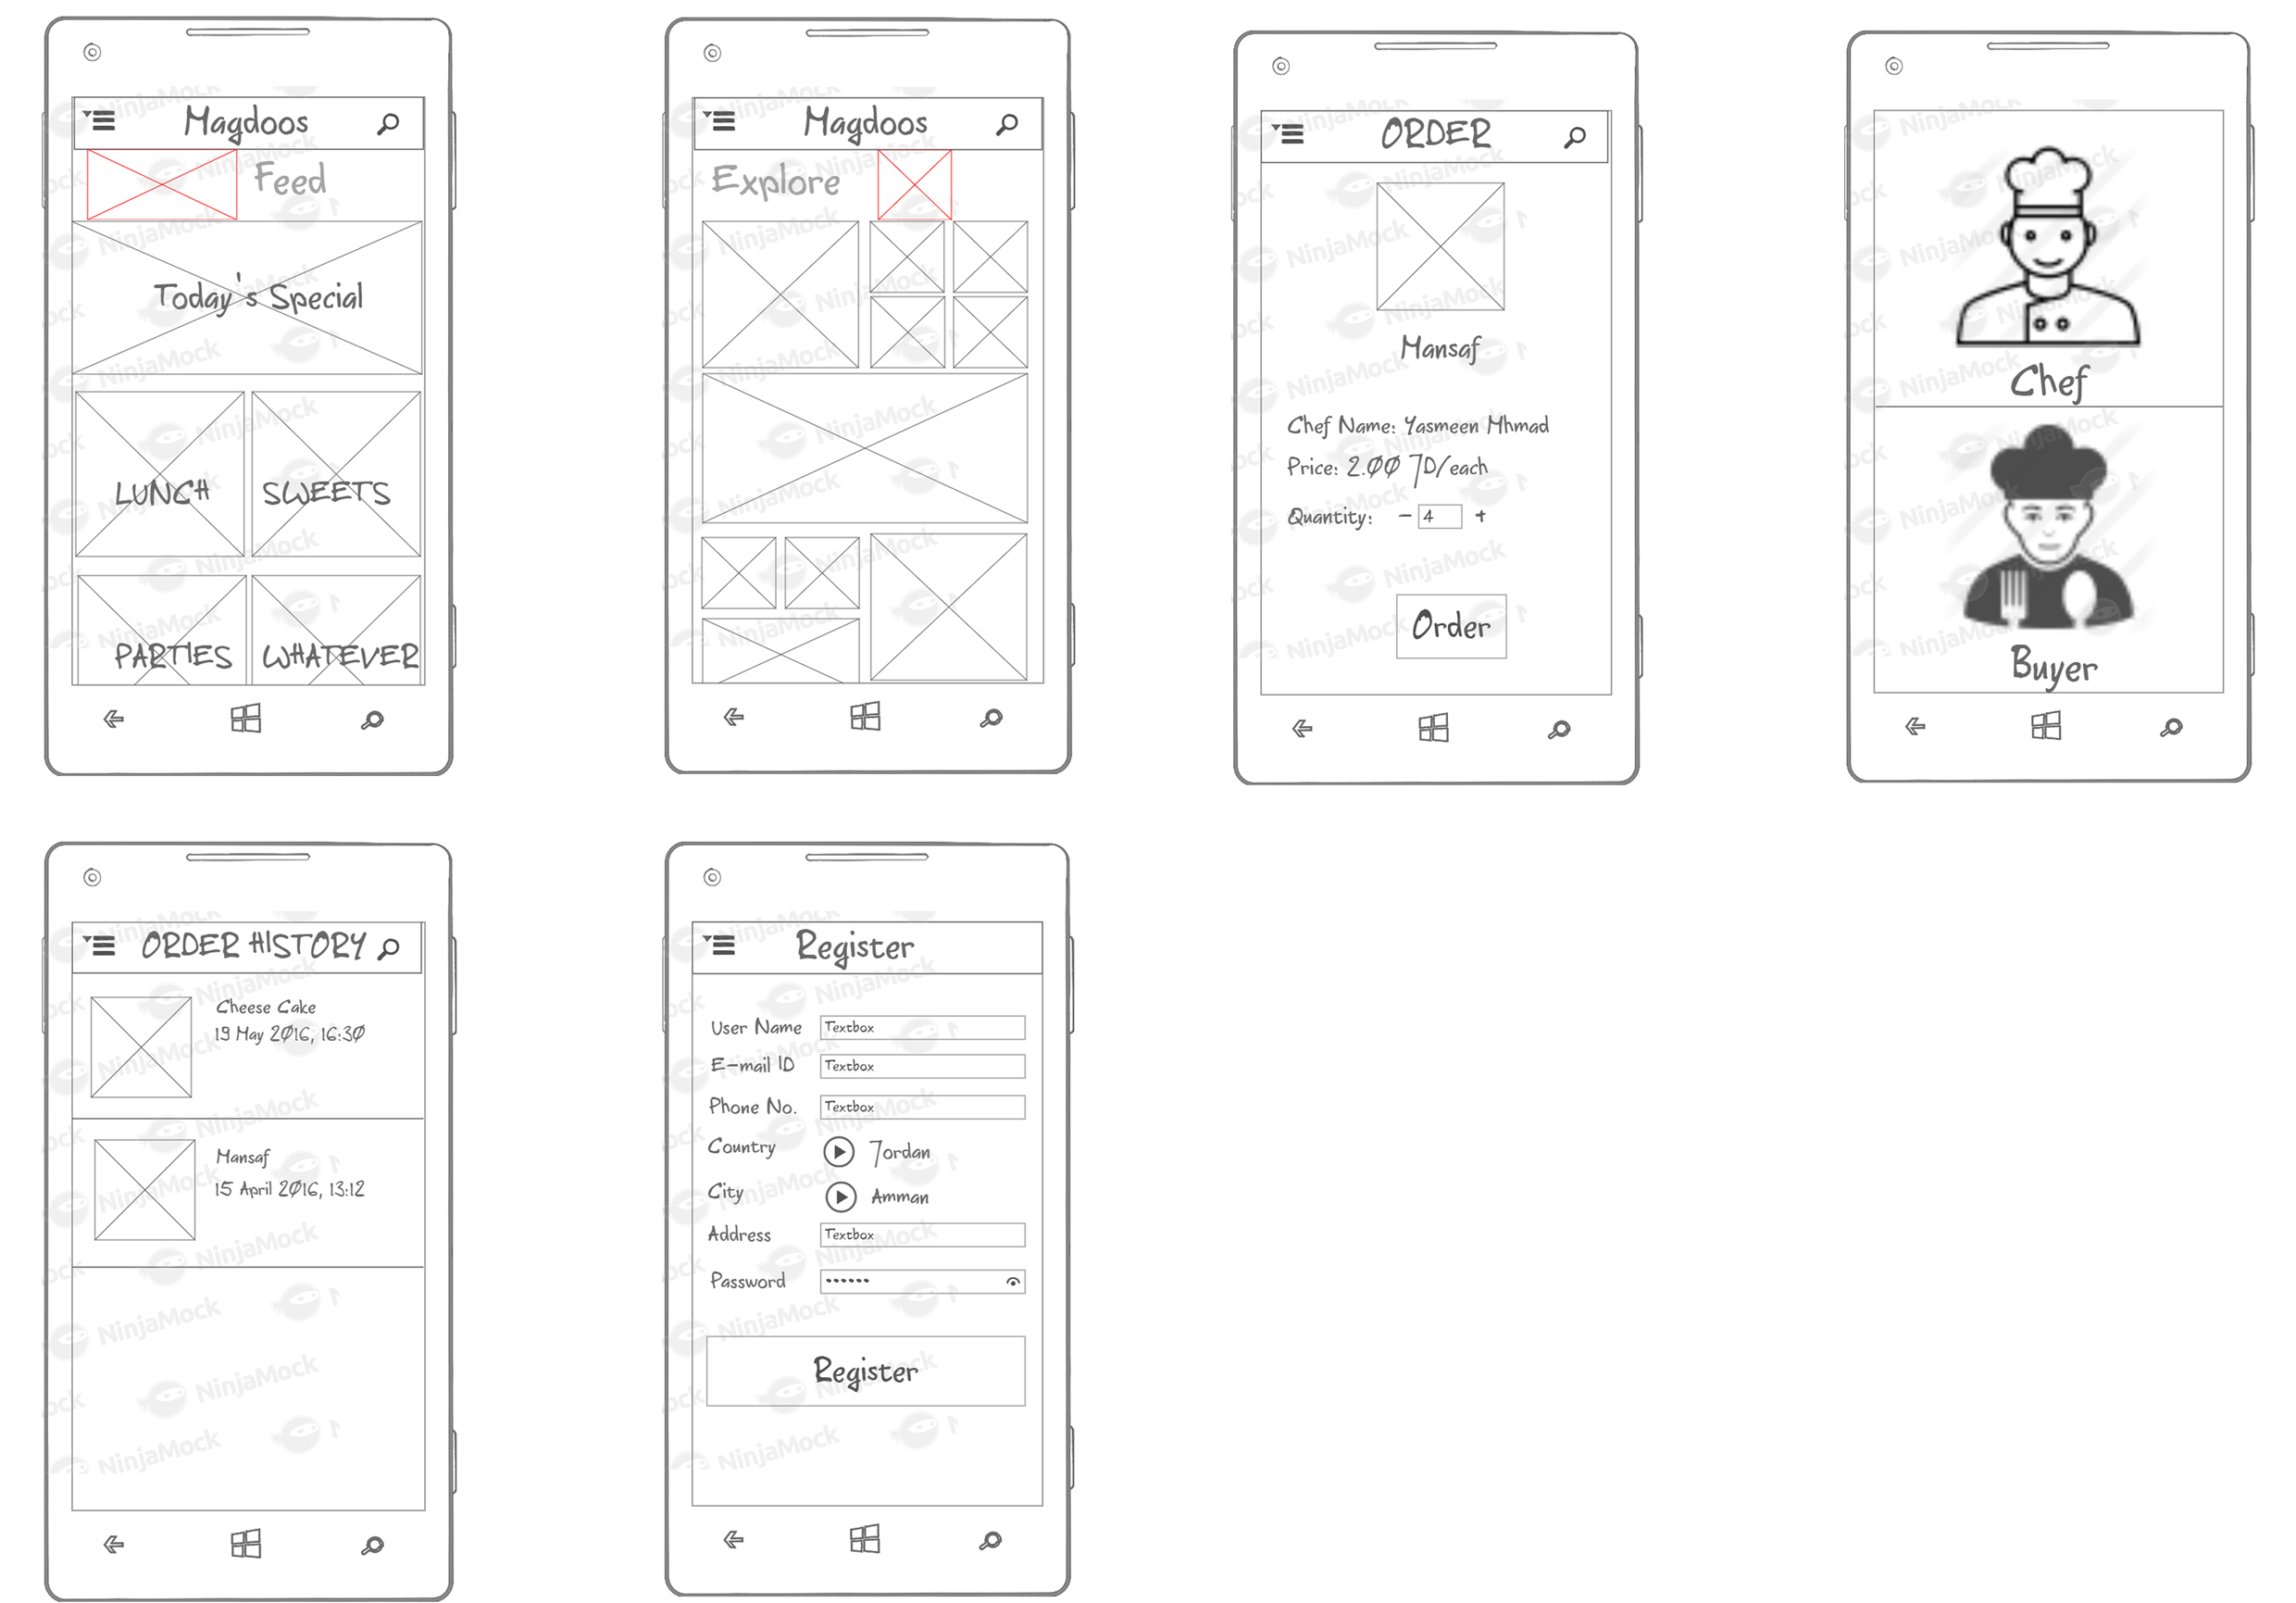 Magdoos
Feed
Today's Special
LUNCH
SWEETS
PARTIES
WHATEVER
Magdoos
Explore
ORDER
Mansaf
Chef Name: Yasmeen Mhmad
Price: 2.00 JD/each
Quantity: - 4 +
Order
Chef
Buyer
ORDER HISTORY
Cheese Cake
19 May 2016, 16:30
Mansaf
15 April 2016, 13:12
Register
User Name Textbox
E-mail ID Textbox
Phone No. Textbox
Country Jordan
City Amman
Address Textbox
Password ••••••
Register
NinjaMock